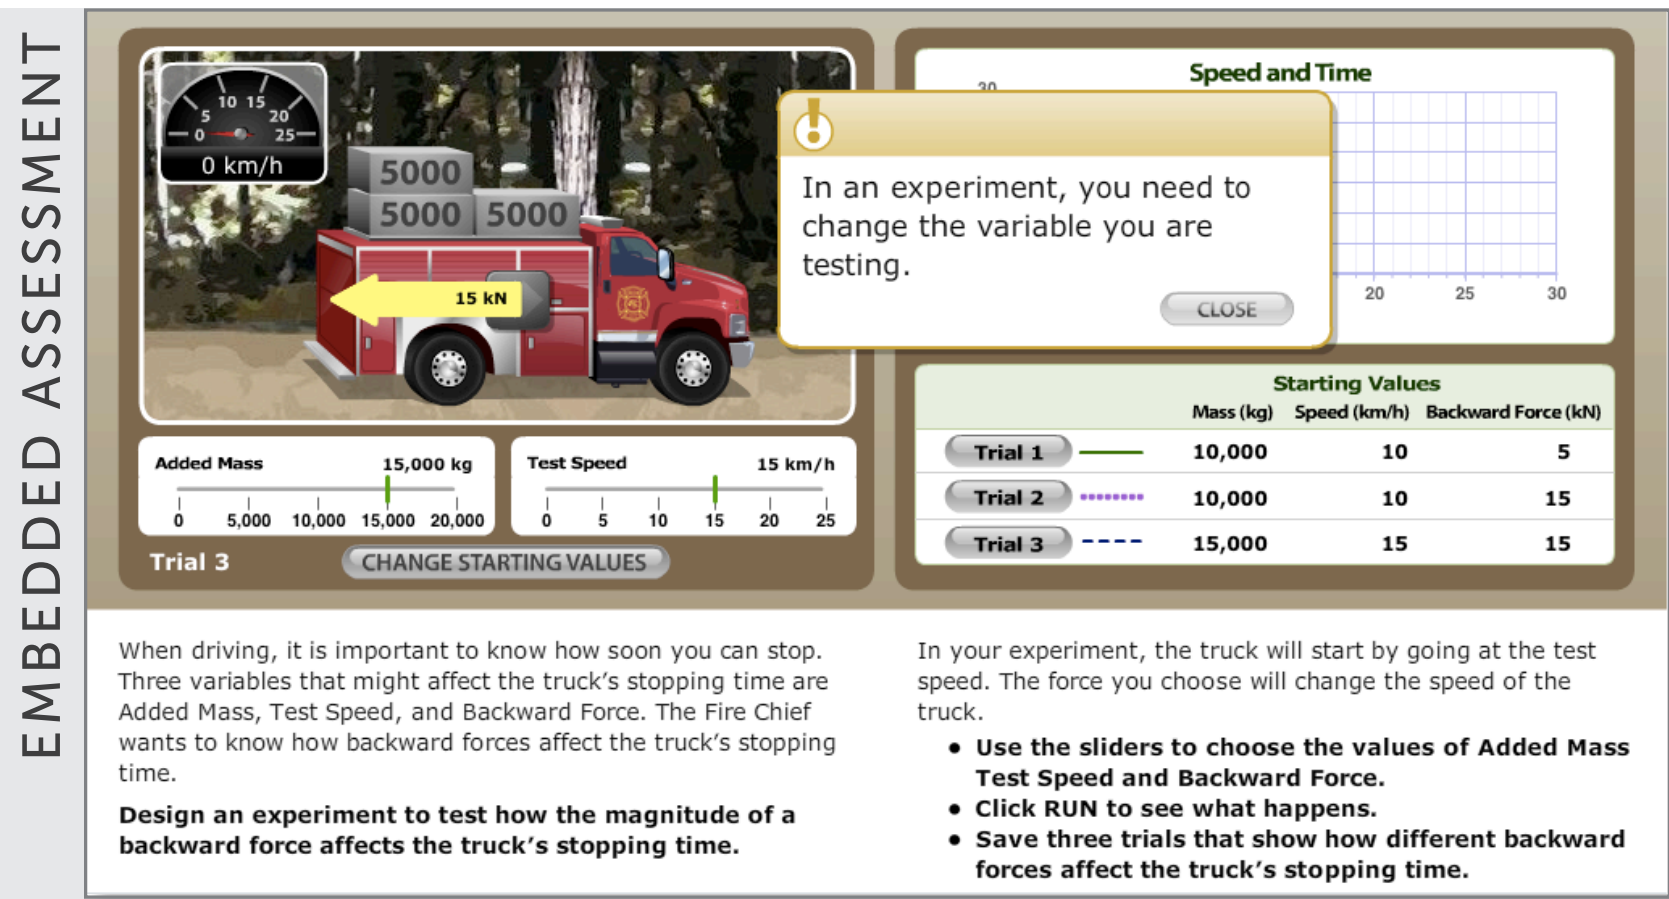 EMBEDDED ASSESSMENT
0
5
10
15
20
25
0 km/h
5000
5000
5000
15 kN
Added Mass
15,000 kg
0
5,000
10,000
15,000
20,000
Test Speed
15 km/h
0
5
10
15
20
25
Trial 3
CHANGE STARTING VALUES
Speed and Time
30
20
25
30
In an experiment, you need to
change the variable you are
testing.
CLOSE
Starting Values
Mass (kg) Speed (km/h) Backward Force (kN)
Trial 1 10,000 10 5
Trial 2 10,000 10 15
Trial 3 15,000 15 15
When driving, it is important to know how soon you can stop.
Three variables that might affect the truck’s stopping time are
Added Mass, Test Speed, and Backward Force. The Fire Chief
wants to know how backward forces affect the truck’s stopping
time.
Design an experiment to test how the magnitude of a
backward force affects the truck’s stopping time.
In your experiment, the truck will start by going at the test
speed. The force you choose will change the speed of the
truck.
• Use the sliders to choose the values of Added Mass
Test Speed and Backward Force.
• Click RUN to see what happens.
• Save three trials that show how different backward
forces affect the truck’s stopping time.